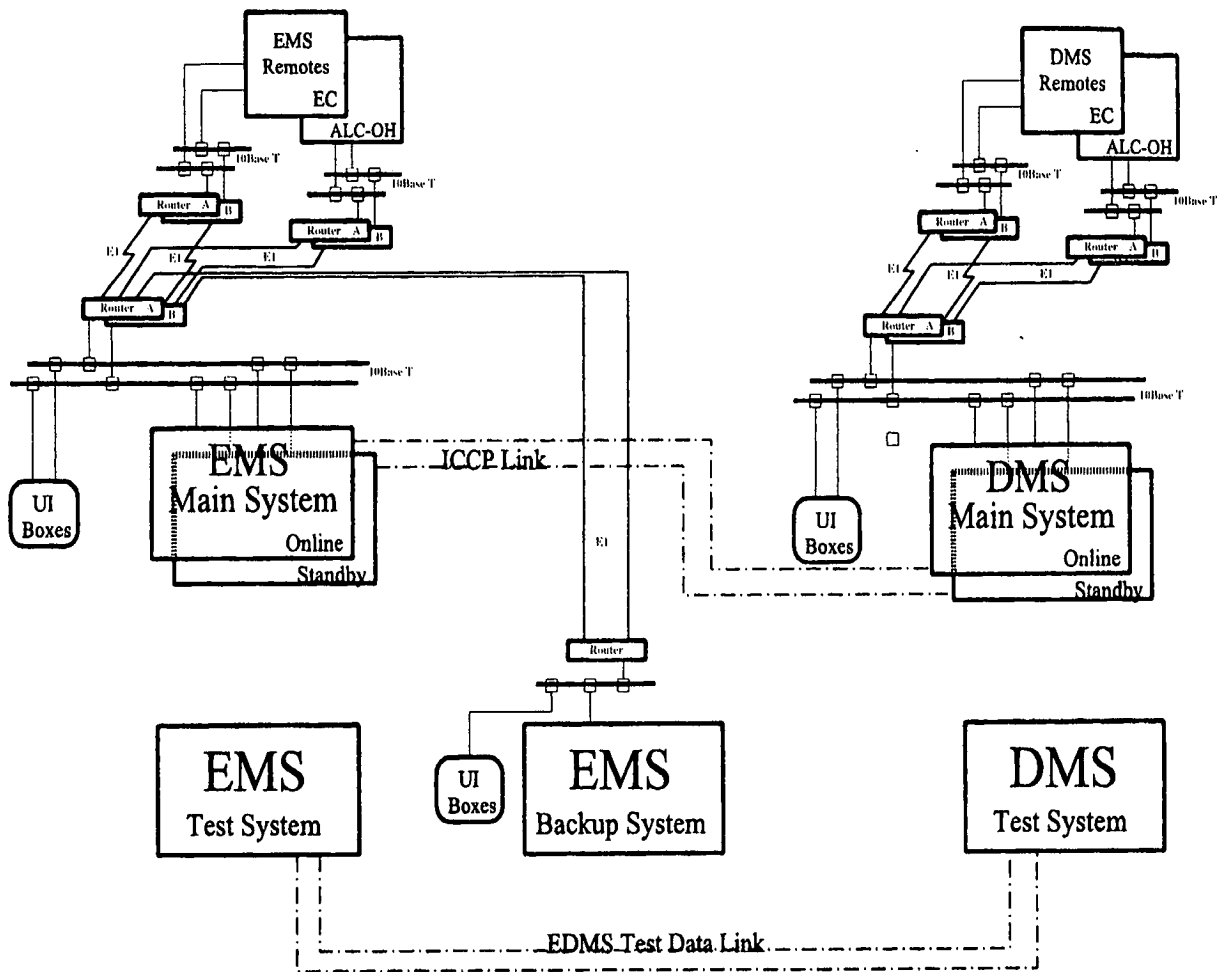 EMS
Remotes
EC
ALC-OH
10Base T
10Base T
Router A
B
Router A
B
E1
E1
E1
Router A
B
10Base T
EMS
Main System
Online
Standby
UI
Boxes
ICCP Link
E1
DMS
Remotes
EC
ALC-OH
10Base T
10Base T
Router A
B
Router A
B
E1
E1
E1
Router A
B
10Base T
DMS
Main System
Online
Standby
UI
Boxes
Router
EMS
Test System
UI
Boxes
EMS
Backup System
DMS
Test System
EDMS Test Data Link